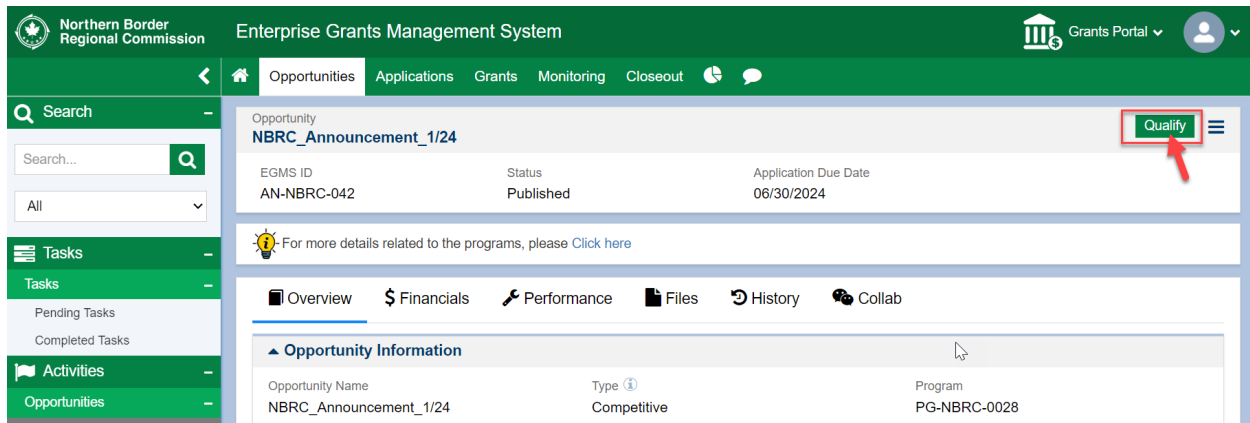 Northern Border
Regional Commission
Enterprise Grants Management System
Grants Portal
Opportunities Applications Grants Monitoring Closeout
Search
Search...
All
Tasks
Tasks
Pending Tasks
Completed Tasks
Activities
Opportunities
Opportunity
NBRC_Announcement_1/24
Qualify
EGMS ID Status Application Due Date
AN-NBRC-042 Published 06/30/2024
For more details related to the programs, please Click here
Overview $ Financials Performance Files History Collab
Opportunity Information
Opportunity Name Type Program
NBRC_Announcement_1/24 Competitive PG-NBRC-0028